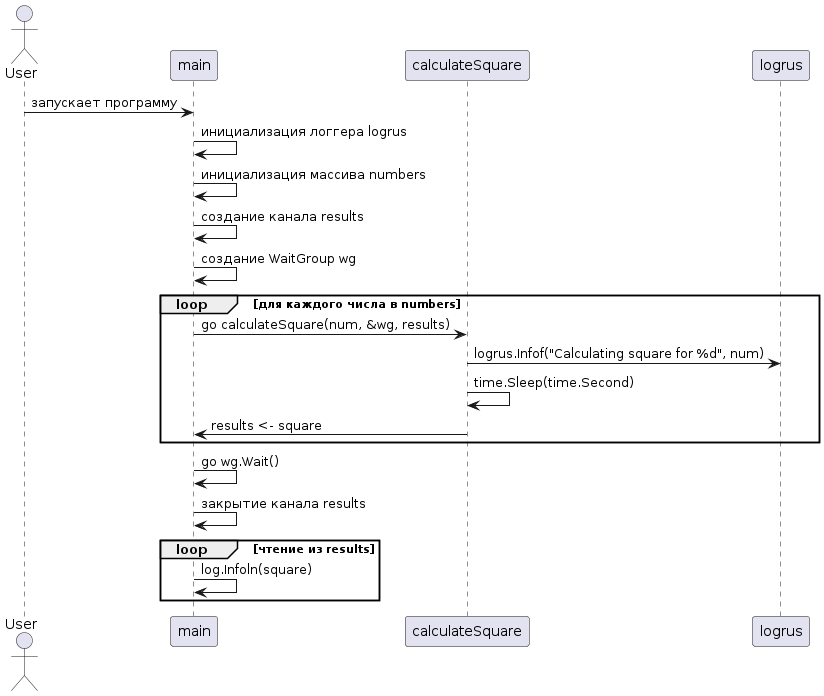 User
main
calculateSquare
logrus
запускает программу
инициализация логгера logrus
инициализация массива numbers
создание канала results
создание WaitGroup wg
loop [для каждого числа в numbers]
go calculateSquare(num, &wg, results)
logrus.Infof("Calculating square for %d", num)
time.Sleep(time.Second)
results <- square
go wg.Wait()
закрытие канала results
loop [чтение из results]
log.Infoln(square)
User
main
calculateSquare
logrus